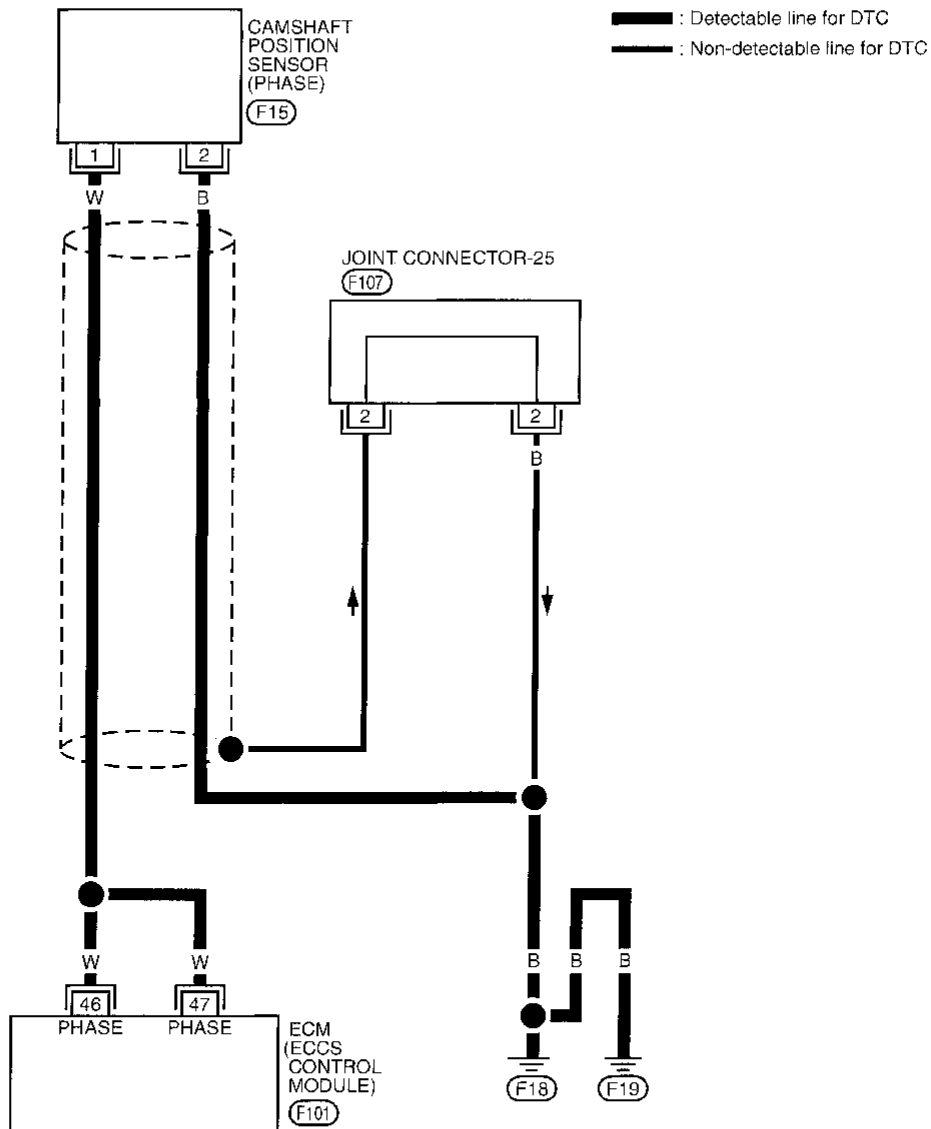 CAMSHAFT
POSITION
SENSOR
(PHASE)
F15
: Detectable line for DTC
: Non-detectable line for DTC
1 2
W B
JOINT CONNECTOR-25
F107
2 2
B
W W
B B B
46 47
PHASE PHASE
ECM
(ECCS
CONTROL
MODULE)
F101
F18 F19